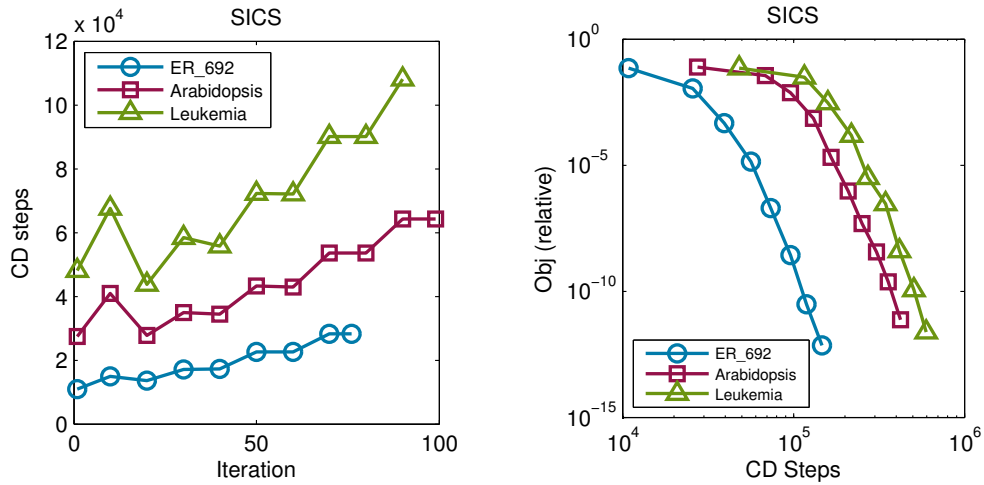 SICS
x 10^4
12
10
8
6
4
2
0
0
50
100
CD steps
Iteration
ER_692
Arabidopsis
Leukemia
SICS
10^0
10^-5
10^-10
10^-15
10^4
10^5
10^6
Obj (relative)
CD Steps
ER_692
Arabidopsis
Leukemia